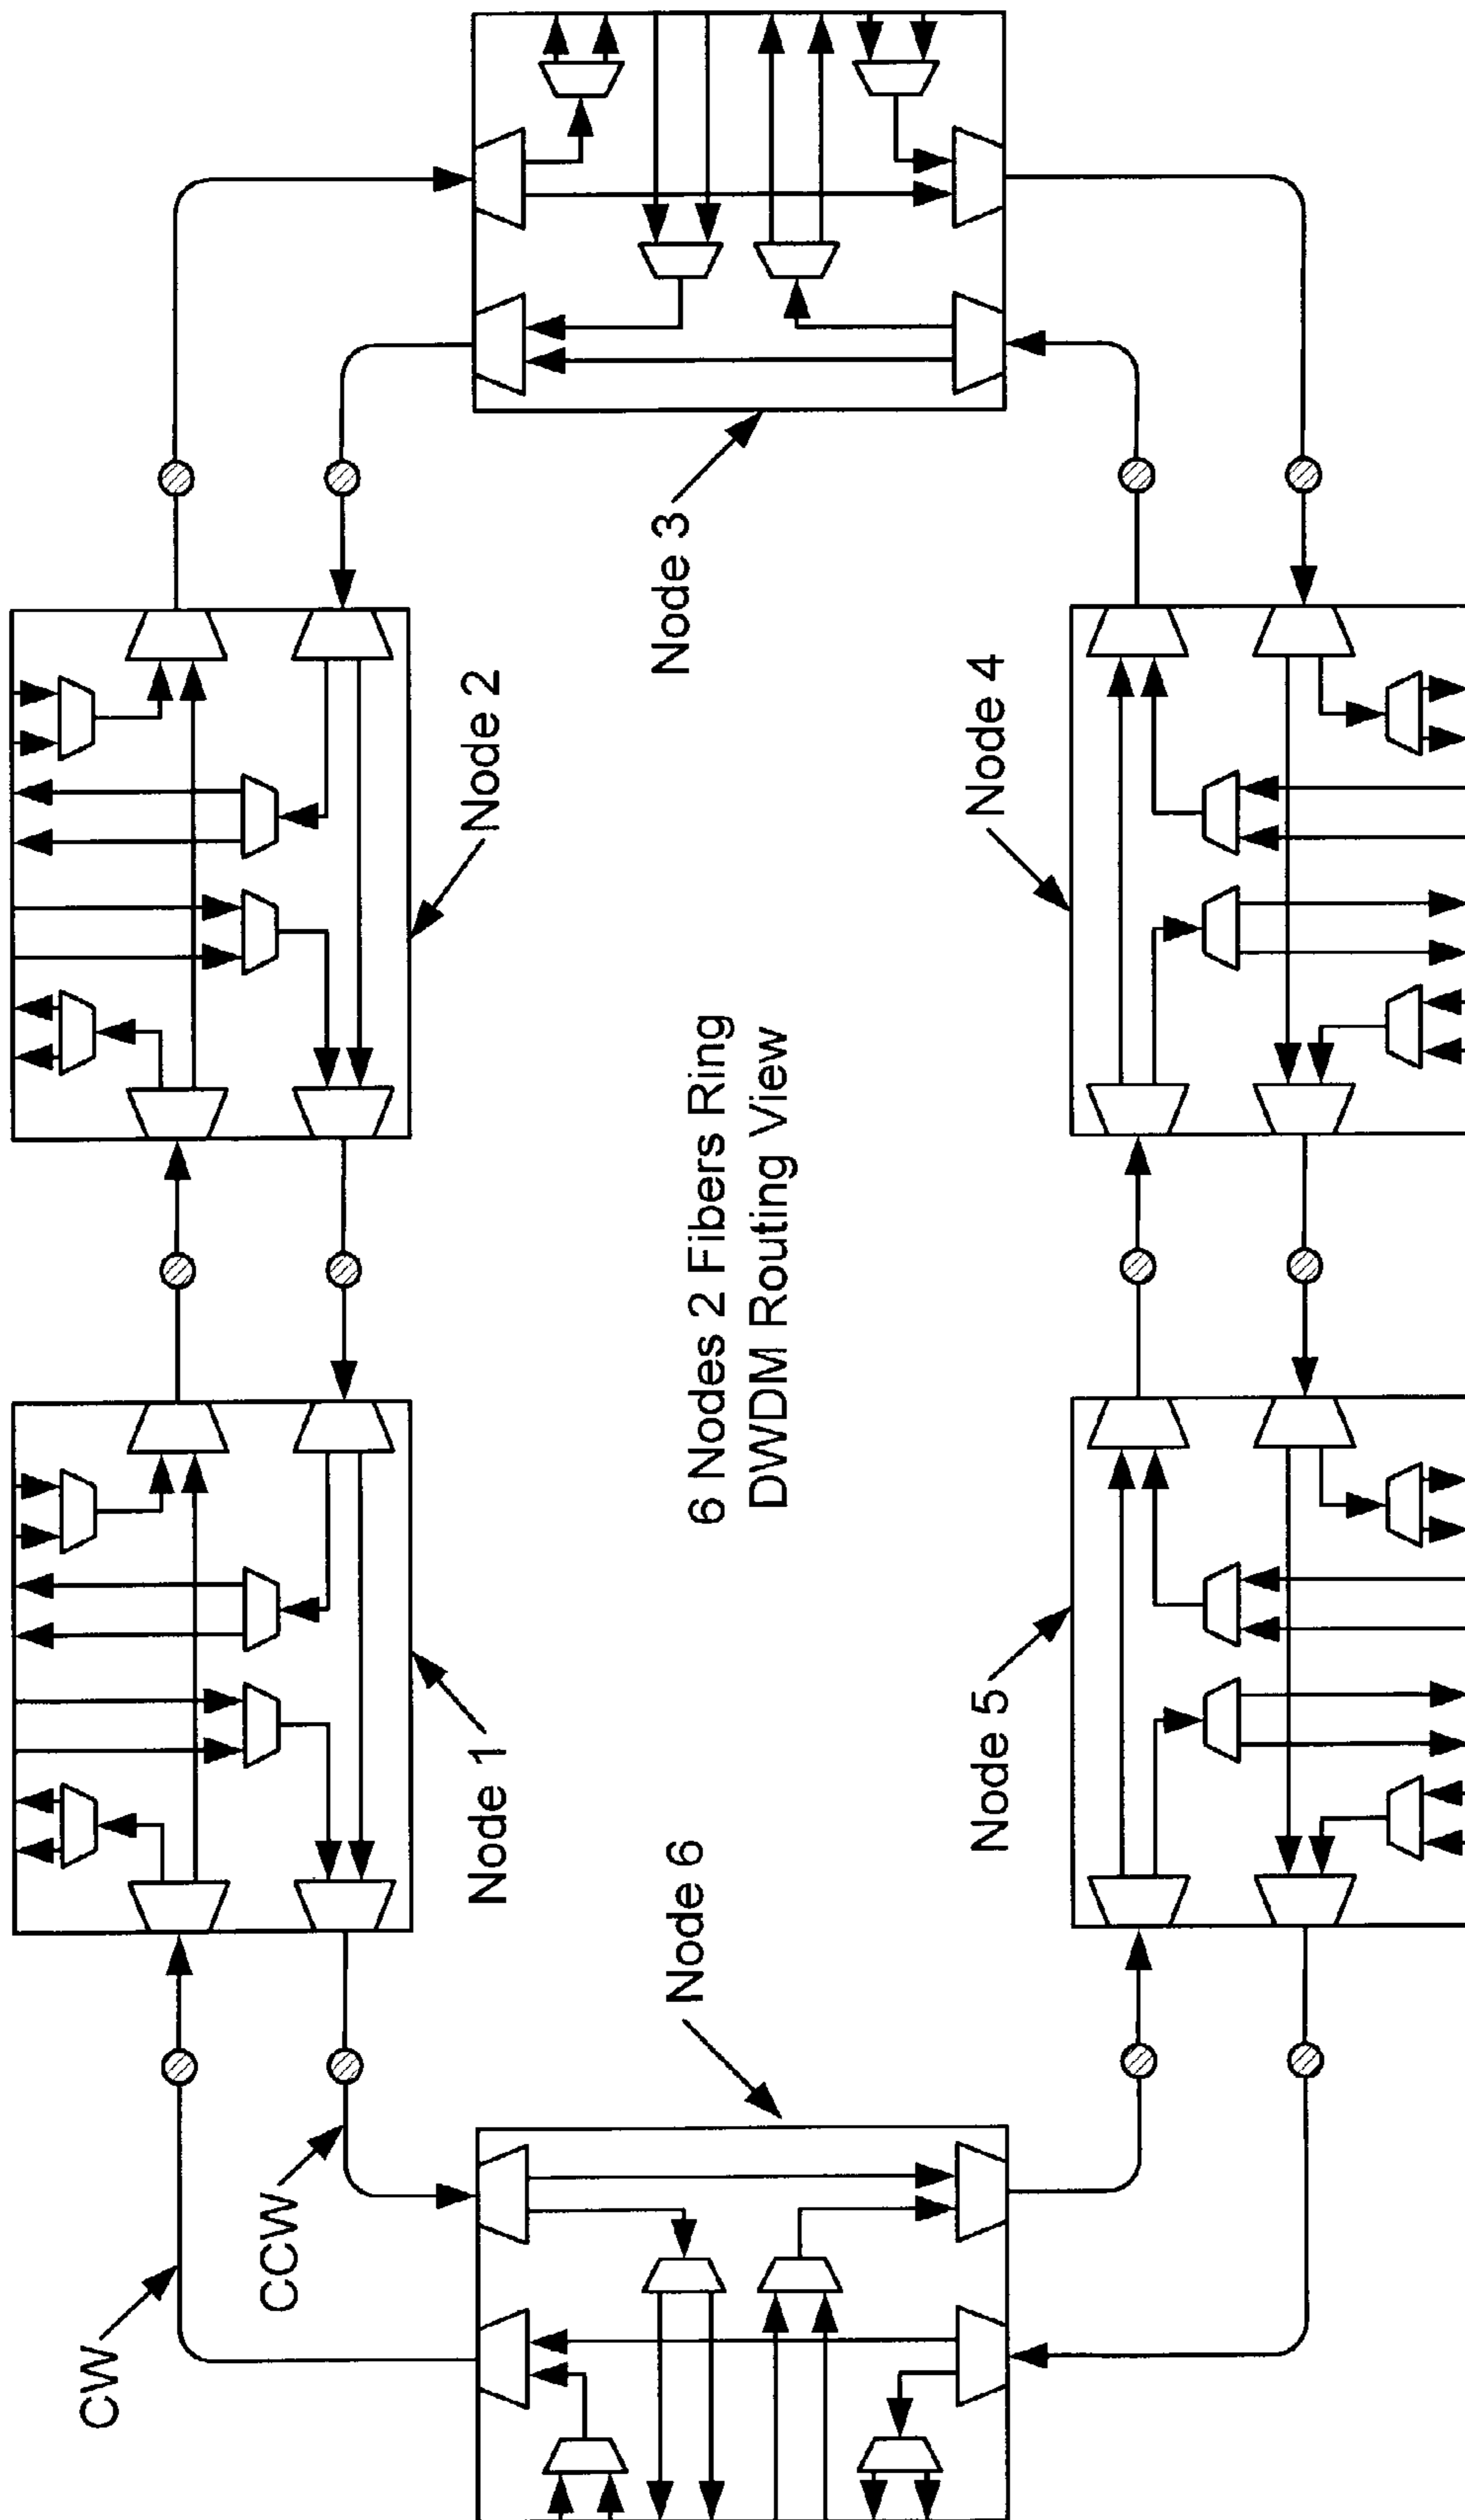 CW
CCW
Node 1
Node 2
Node 3
Node 6
6 Nodes 2 Fibers Ring
DWDM Routing View
Node 5
Node 4